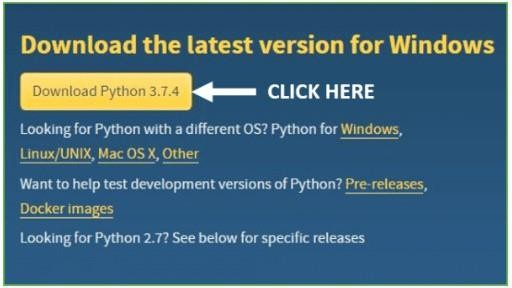 Download the latest version for Windows
Download Python 3.7.4 CLICK HERE
Looking for Python with a different OS? Python for Windows,
Linux/UNIX, Mac OS X, Other
Want to help test development versions of Python? Pre-releases,
Docker images
Looking for Python 2.7? See below for specific releases